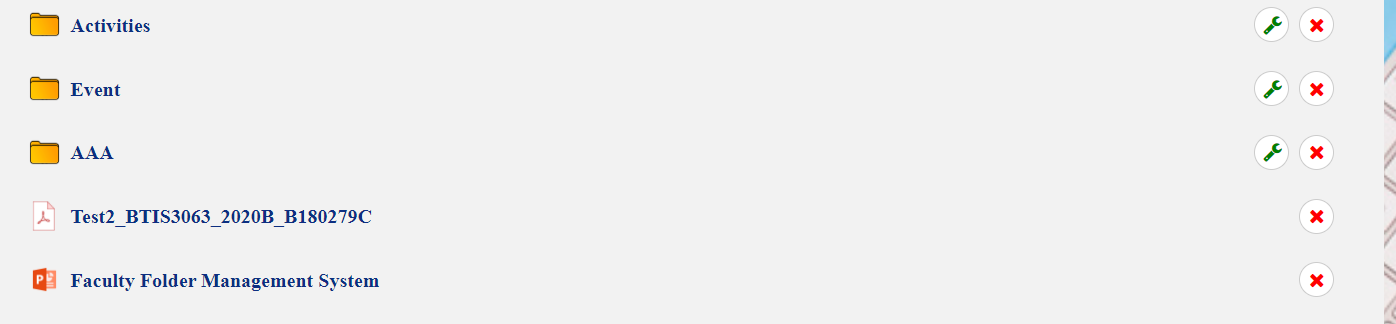 Activities
Event
AAA
Test2_BTIS3063_2020B_B180279C
Faculty Folder Management System